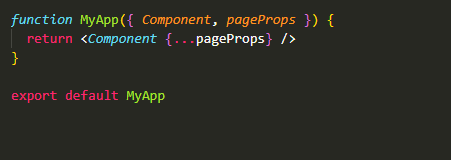 function MyApp({ Component, pageProps }) {
  return <Component {...pageProps} />
}
export default MyApp